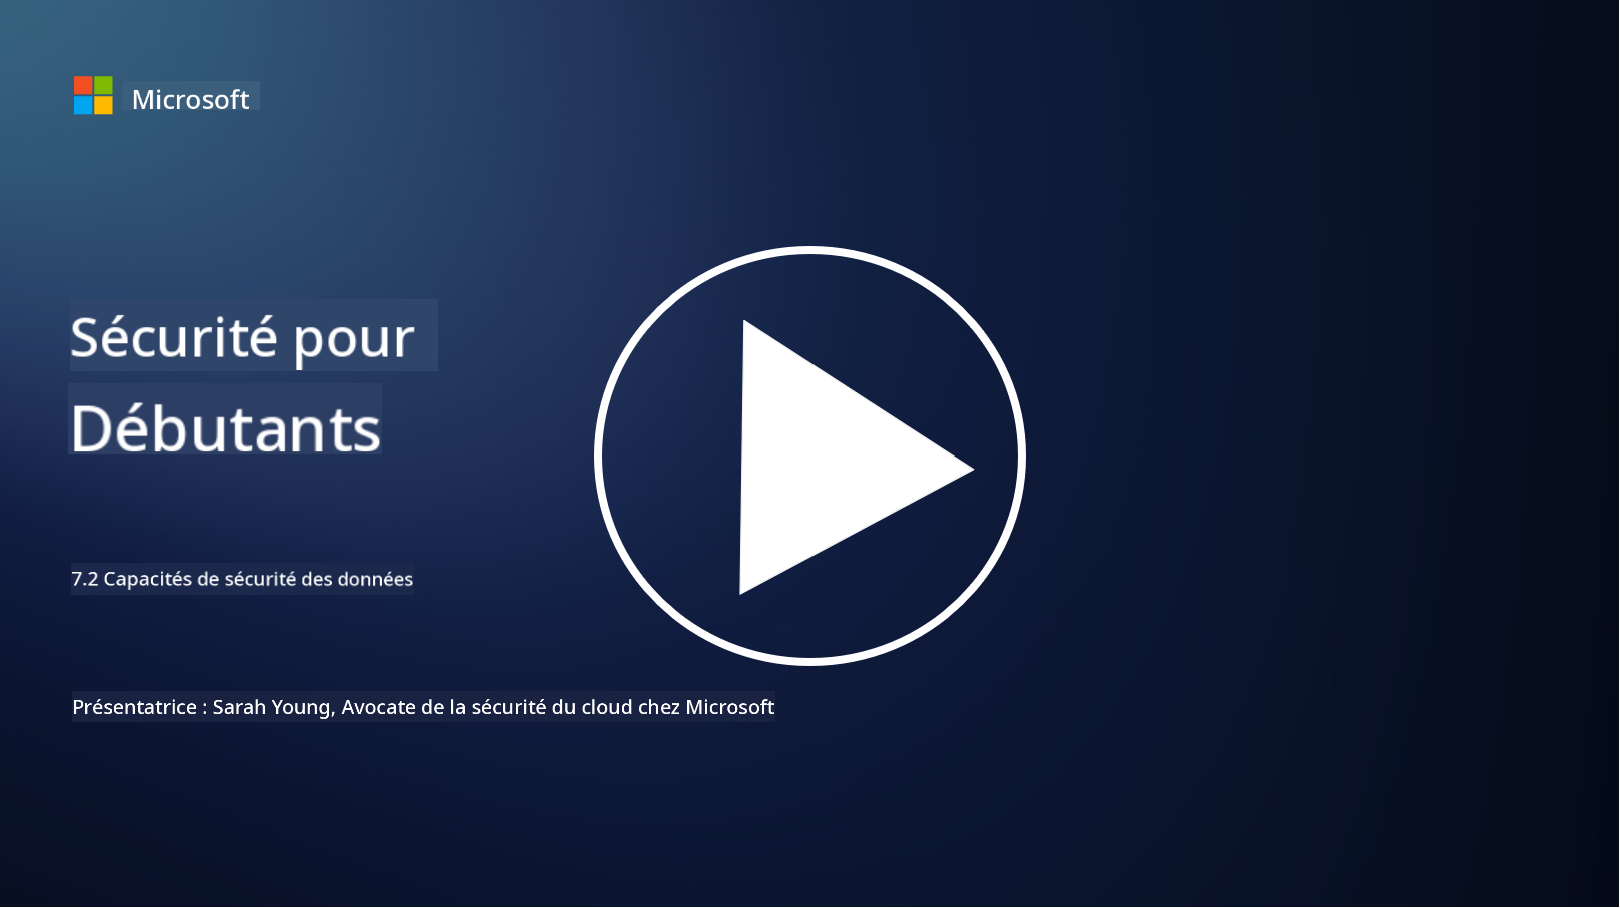 Microsoft
Sécurité pour
Débutants
7.2 Capacités de sécurité des données
Présentatrice : Sarah Young, Avocate de la sécurité du cloud chez Microsoft